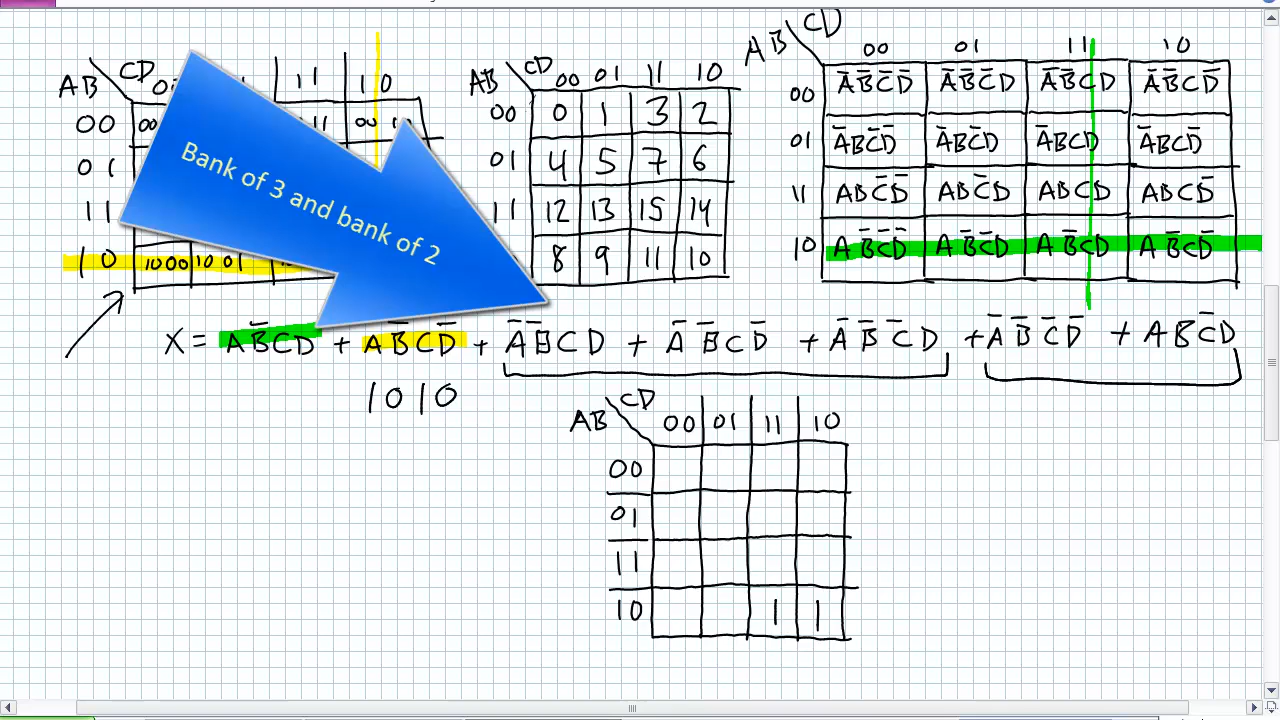 CD
AB 00 01 11 10
00 A̅B̅C̅D̅ A̅B̅C̅D A̅B̅CD A̅B̅CD̅
01 A̅BC̅D̅ A̅BC̅D A̅BCD A̅BCD̅
11 ABC̅D̅ ABC̅D ABCD ABCD̅
10 AB̅C̅D̅ AB̅C̅D AB̅CD AB̅CD̅
AB CD 11 10
00
01
11
10 1000 1001
AB CD 00 01 11 10
00 0 1 3 2
01 4 5 7 6
11 12 13 15 14
8 9 11 10
Bank of 3 and bank of 2
X = AB̅CD + AB̅CD̅ + A̅B̅CD + A̅B̅CD̅ + A̅B̅C̅D + A̅B̅C̅D̅ + ABC̅D
1010
AB CD 00 01 11 10
00
01
11
10 1 1